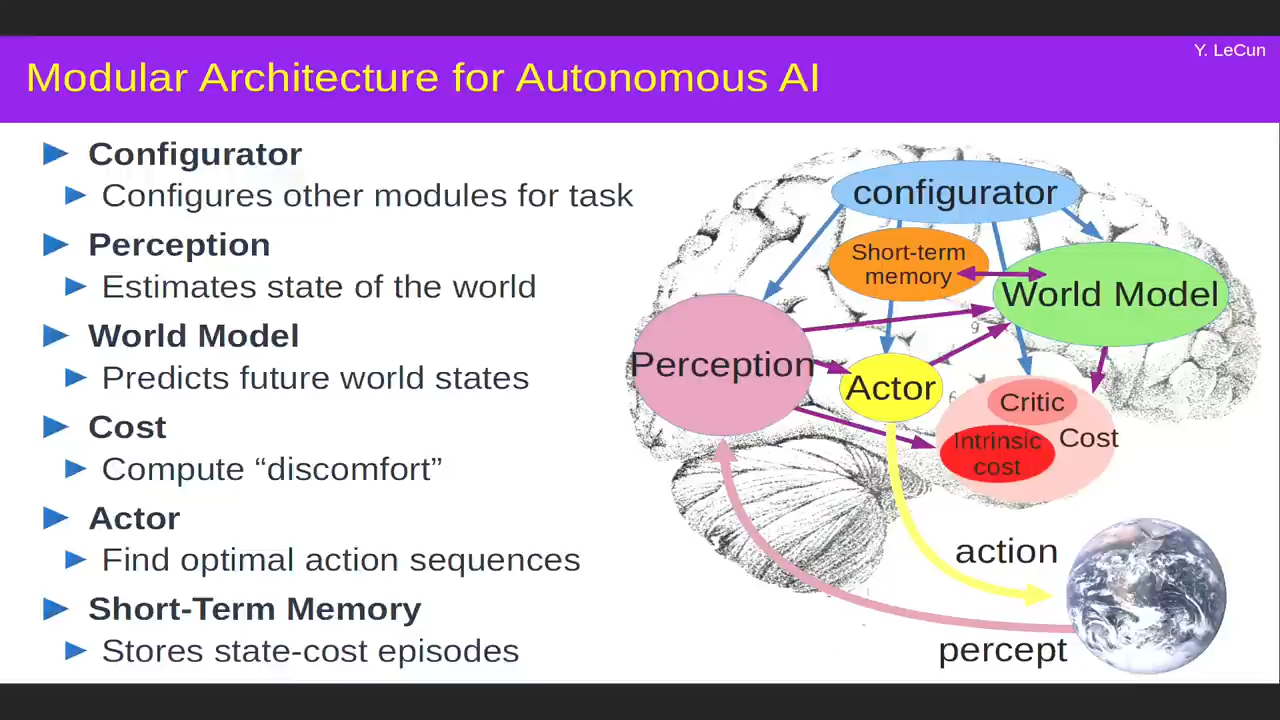 Y. LeCun
Modular Architecture for Autonomous AI
Configurator
Configures other modules for task
Perception
Estimates state of the world
World Model
Predicts future world states
Cost
Compute “discomfort”
Actor
Find optimal action sequences
Short-Term Memory
Stores state-cost episodes
configurator
Short-term
memory
World Model
9
Perception
Actor
6
Critic
Cost
Intrinsic
cost
action
percept